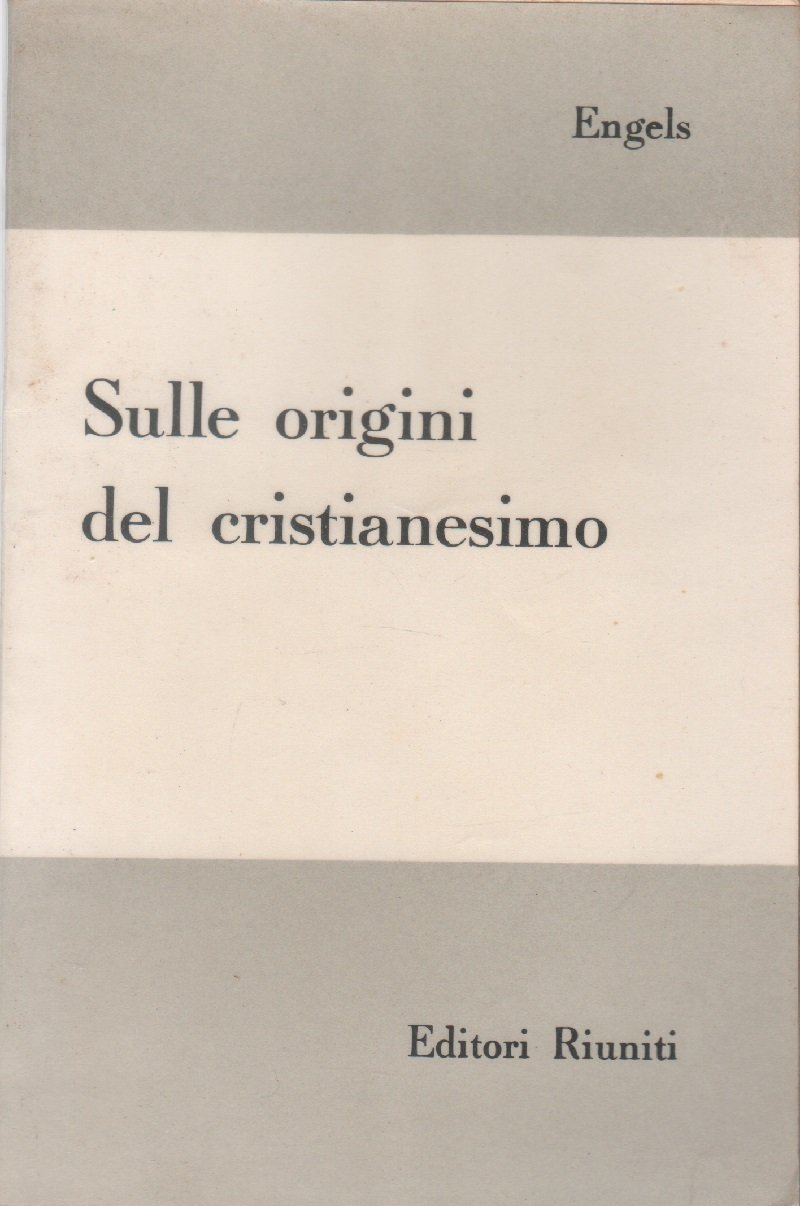 Engels
Sulle origini
del cristianesimo
Editori Riuniti